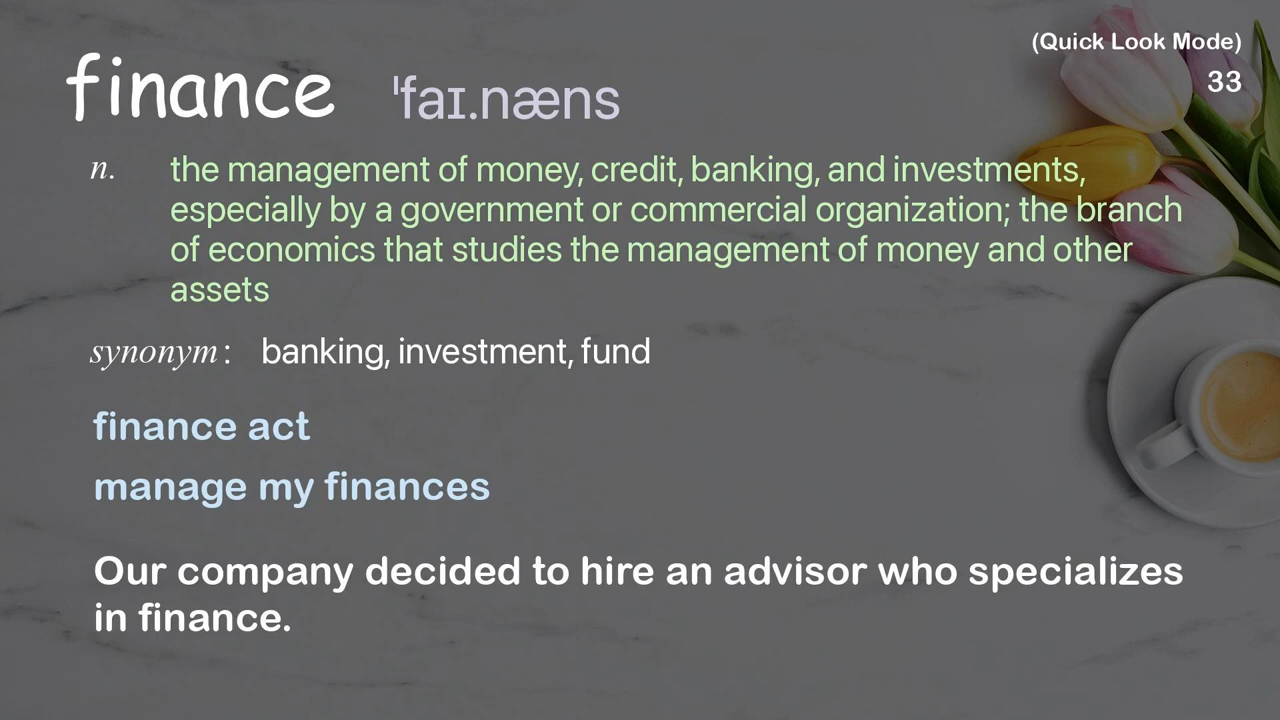 (Quick Look Mode)
33
finance ˈfaɪ.næns
n. the management of money, credit, banking, and investments,
especially by a government or commercial organization; the branch
of economics that studies the management of money and other
assets
synonym: banking, investment, fund
finance act
manage my finances
Our company decided to hire an advisor who specializes
in finance.